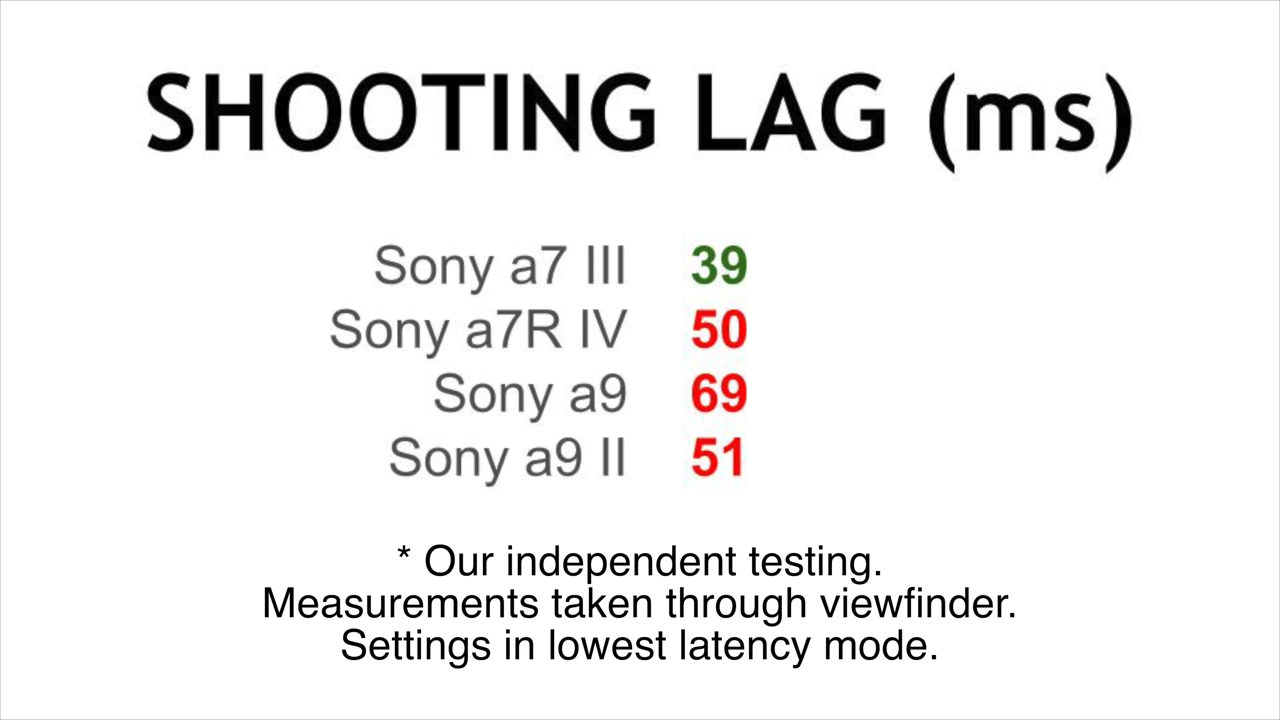 SHOOTING LAG (ms)
Sony a7 III 39
Sony a7R IV 50
Sony a9 69
Sony a9 II 51
* Our independent testing.
Measurements taken through viewfinder.
Settings in lowest latency mode.